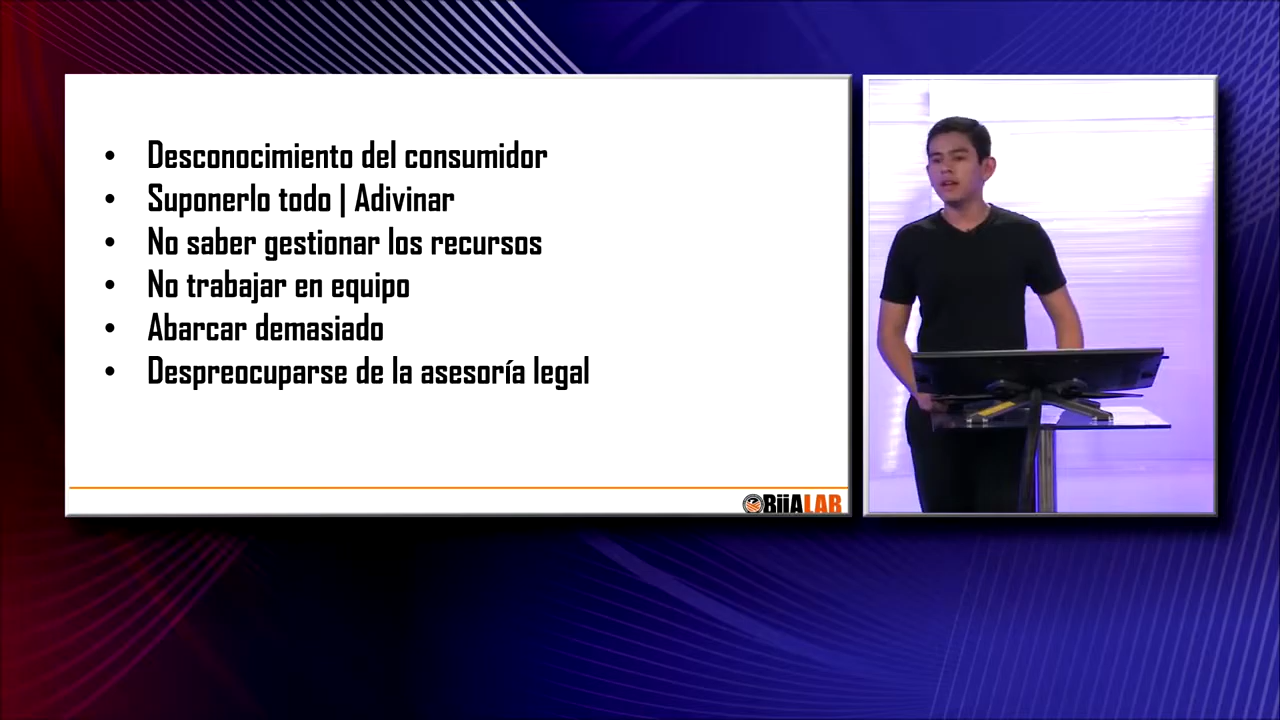 • Desconocimiento del consumidor
• Suponerlo todo | Adivinar
• No saber gestionar los recursos
• No trabajar en equipo
• Abarcar demasiado
• Despreocuparse de la asesoría legal
BiiALAB